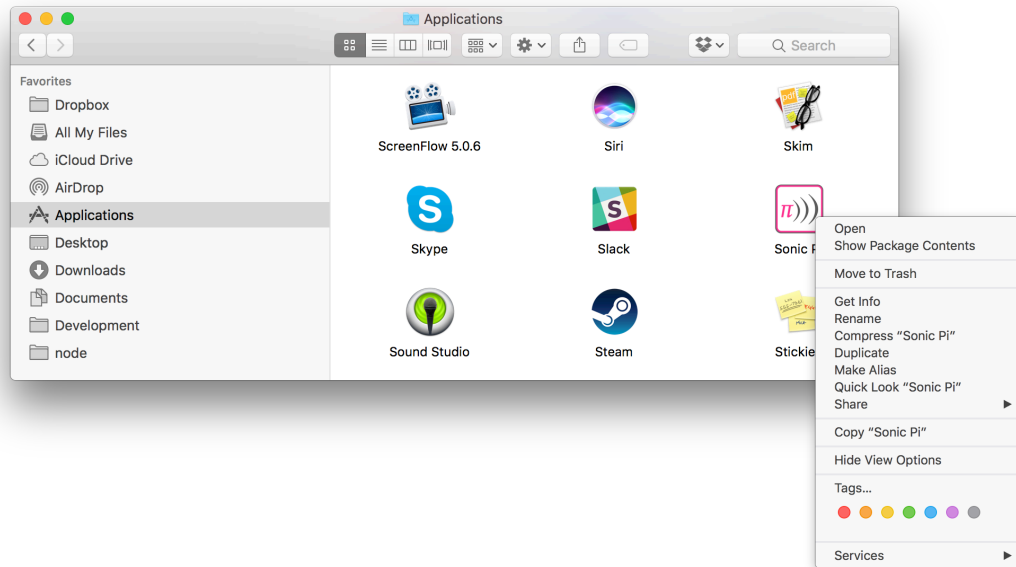 Applications
Search
Favorites
Dropbox
All My Files
iCloud Drive
AirDrop
Applications
Desktop
Downloads
Documents
Development
node
ScreenFlow 5.0.6
Siri
pdf
Skim
S
Skype
S
Slack
π)))
Sonic
Sound Studio
Steam
Stickie
Open
Show Package Contents
Move to Trash
Get Info
Rename
Compress “Sonic Pi”
Duplicate
Make Alias
Quick Look “Sonic Pi”
Share
Copy “Sonic Pi”
Hide View Options
Tags...
Services